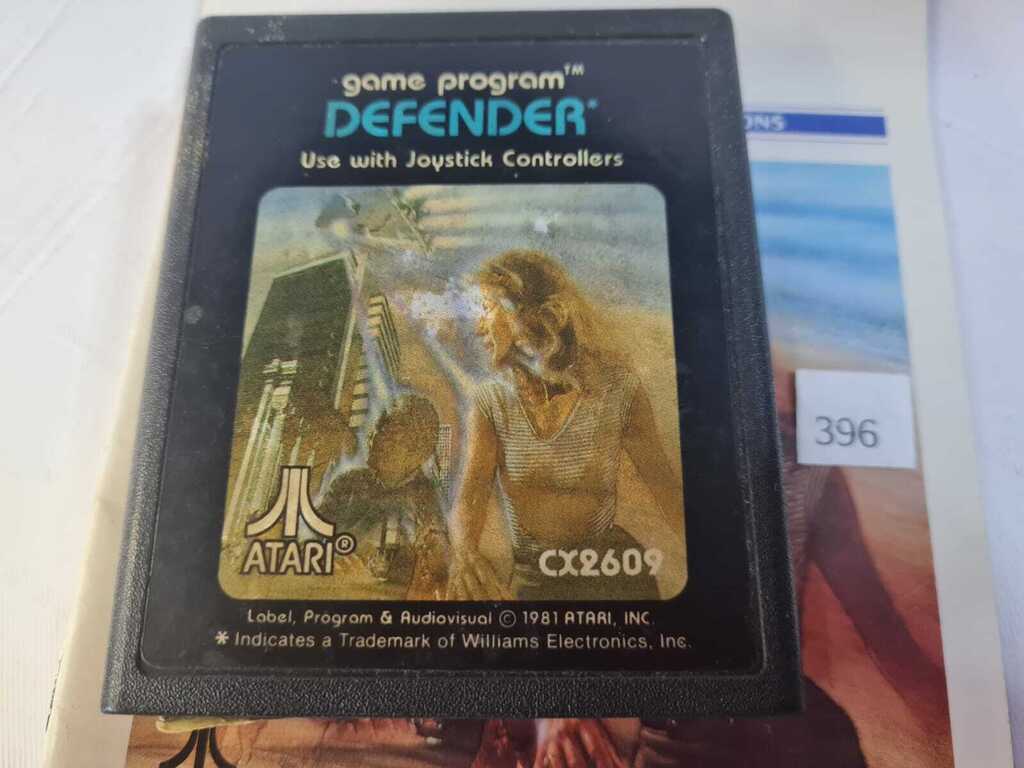 game program™
DEFENDER*
Use with Joystick Controllers
ATARI®
CX2609
Label, Program & Audiovisual © 1981 ATARI, INC.
* Indicates a Trademark of Williams Electronics, Inc.
396